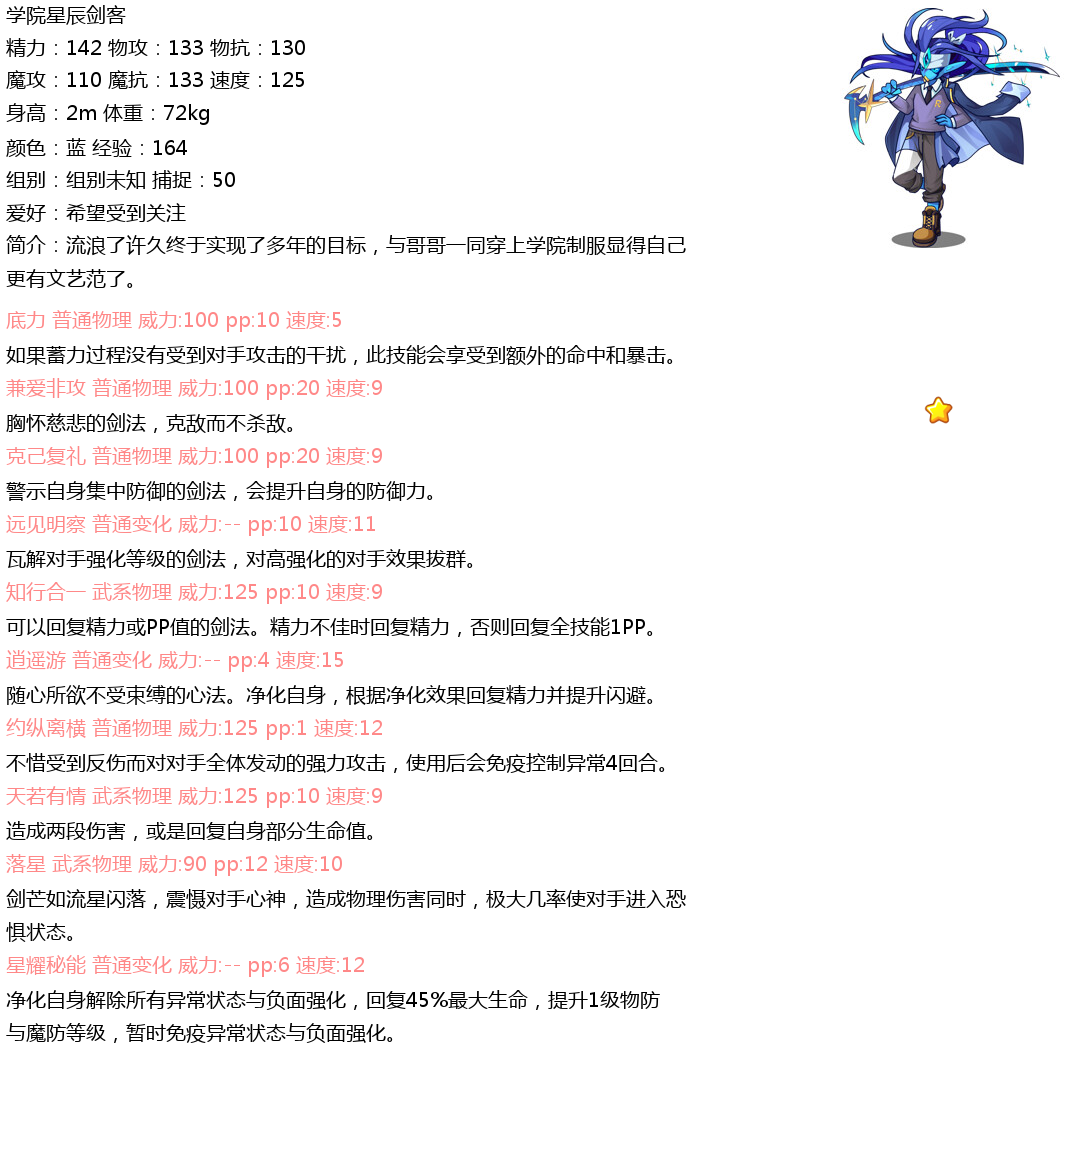 学院星辰剑客
精力：142 物攻：133 物抗：130
魔攻：110 魔抗：133 速度：125
身高：2m 体重：72kg
颜色：蓝 经验：164
组别：组别未知 捕捉：50
爱好：希望受到关注
简介：流浪了许久终于实现了多年的目标，与哥哥一同穿上学院制服显得自己
更有文艺范了。
底力 普通物理 威力:100 pp:10 速度:5
如果蓄力过程没有受到对手攻击的干扰，此技能会享受到额外的命中和暴击。
兼爱非攻 普通物理 威力:100 pp:20 速度:9
胸怀慈悲的剑法，克敌而不杀敌。
克己复礼 普通物理 威力:100 pp:20 速度:9
警示自身集中防御的剑法，会提升自身的防御力。
远见明察 普通变化 威力:-- pp:10 速度:11
瓦解对手强化等级的剑法，对高强化的对手效果拔群。
知行合一 武系物理 威力:125 pp:10 速度:9
可以回复精力或PP值的剑法。精力不佳时回复精力，否则回复全技能1PP。
逍遥游 普通变化 威力:-- pp:4 速度:15
随心所欲不受束缚的心法。净化自身，根据净化效果回复精力并提升闪避。
约纵离横 普通物理 威力:125 pp:1 速度:12
不惜受到反伤而对对手全体发动的强力攻击，使用后会免疫控制异常4回合。
天若有情 武系物理 威力:125 pp:10 速度:9
造成两段伤害，或是回复自身部分生命值。
落星 武系物理 威力:90 pp:12 速度:10
剑芒如流星闪落，震慑对手心神，造成物理伤害同时，极大几率使对手进入恐
惧状态。
星耀秘能 普通变化 威力:-- pp:6 速度:12
净化自身解除所有异常状态与负面强化，回复45%最大生命，提升1级物防
与魔防等级，暂时免疫异常状态与负面强化。